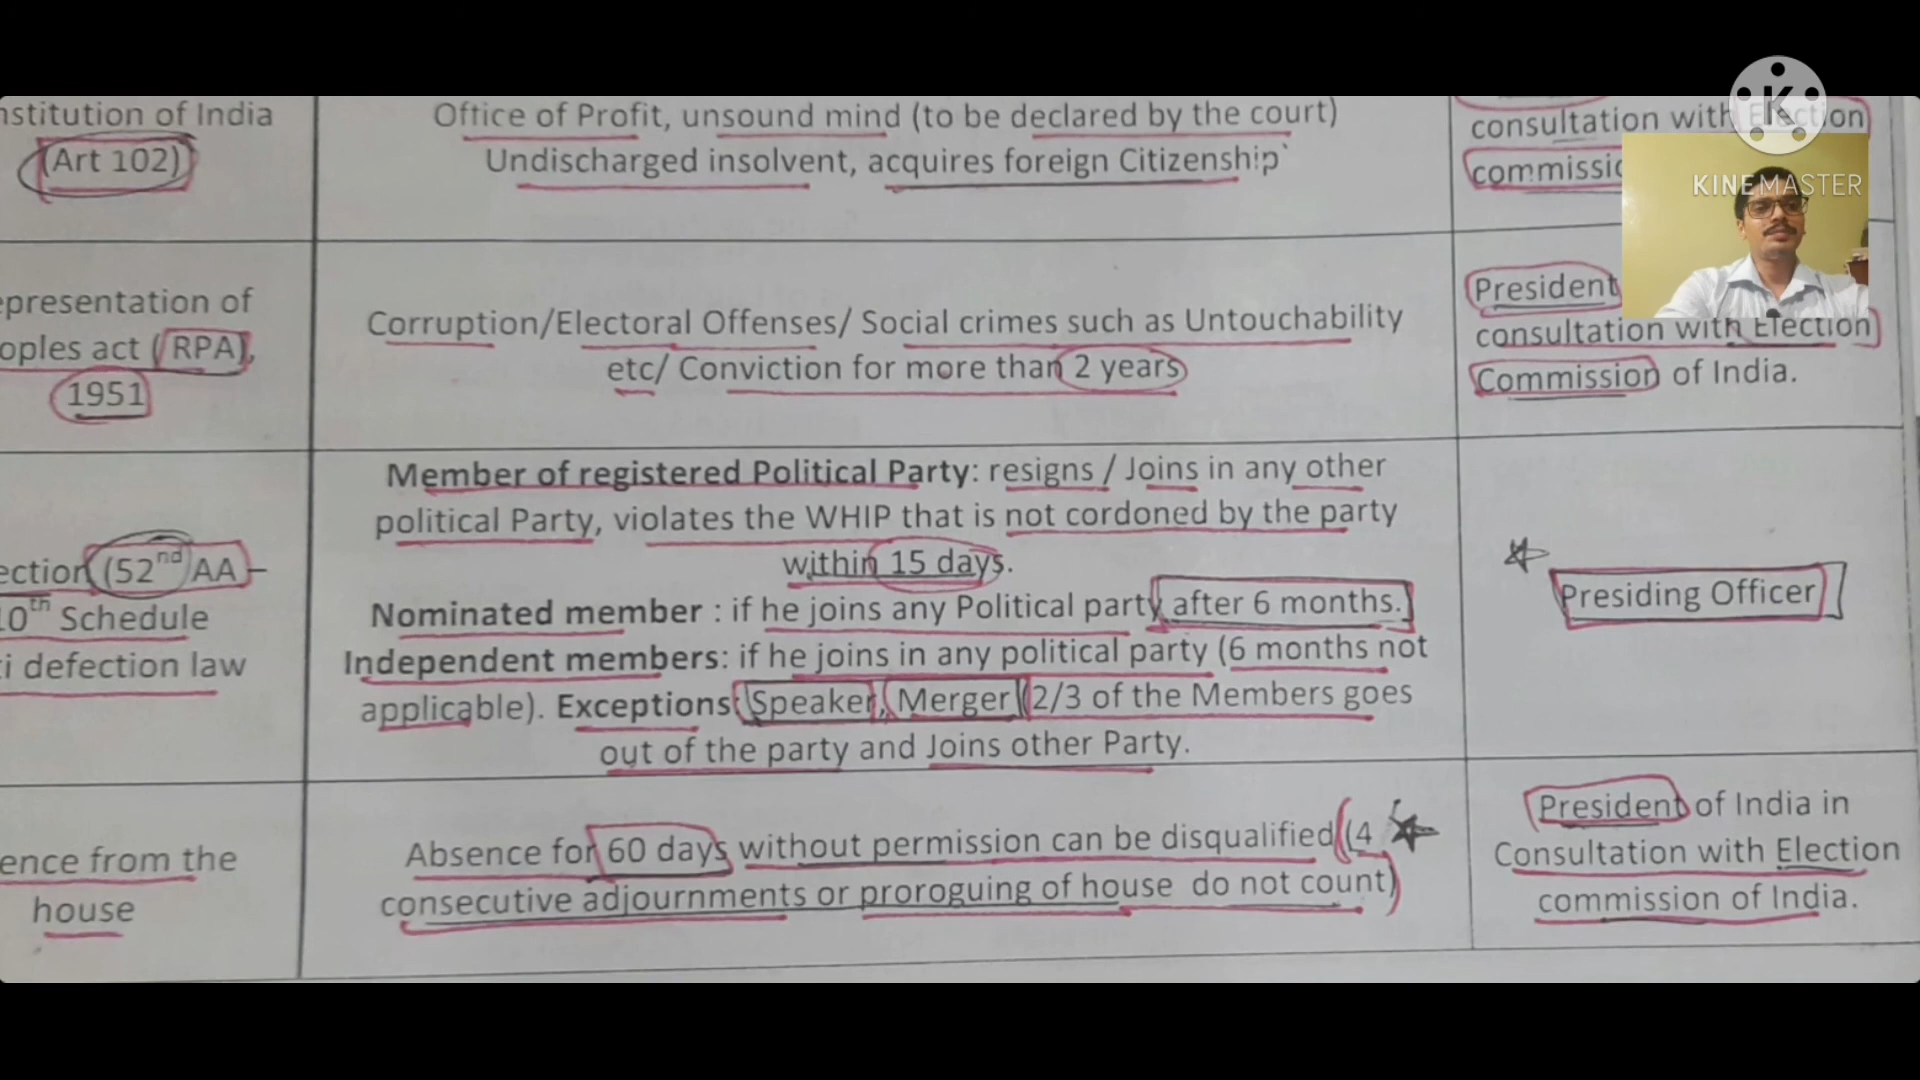 nstitution of India
(Art 102)
Office of Profit, unsound mind (to be declared by the court)
Undischarged insolvent, acquires foreign Citizenship`
consultation with Election
commissio
K
KINEMASTER
epresentation of
oples act (RPA),
1951
Corruption/Electoral Offenses/ Social crimes such as Untouchability
etc/ Conviction for more than 2 years
President
consultation with Election
Commission of India.
ection (52nd AA –
10th Schedule
i defection law
Member of registered Political Party: resigns / Joins in any other
political Party, violates the WHIP that is not cordoned by the party
within 15 days.
Nominated member : if he joins any Political party after 6 months.
Independent members: if he joins in any political party (6 months not
applicable). Exceptions: Speaker, Merger (2/3 of the Members goes
out of the party and Joins other Party.
Presiding Officer
ence from the
house
Absence for 60 days without permission can be disqualified (4
consecutive adjournments or proroguing of house do not count)
President of India in
Consultation with Election
commission of India.